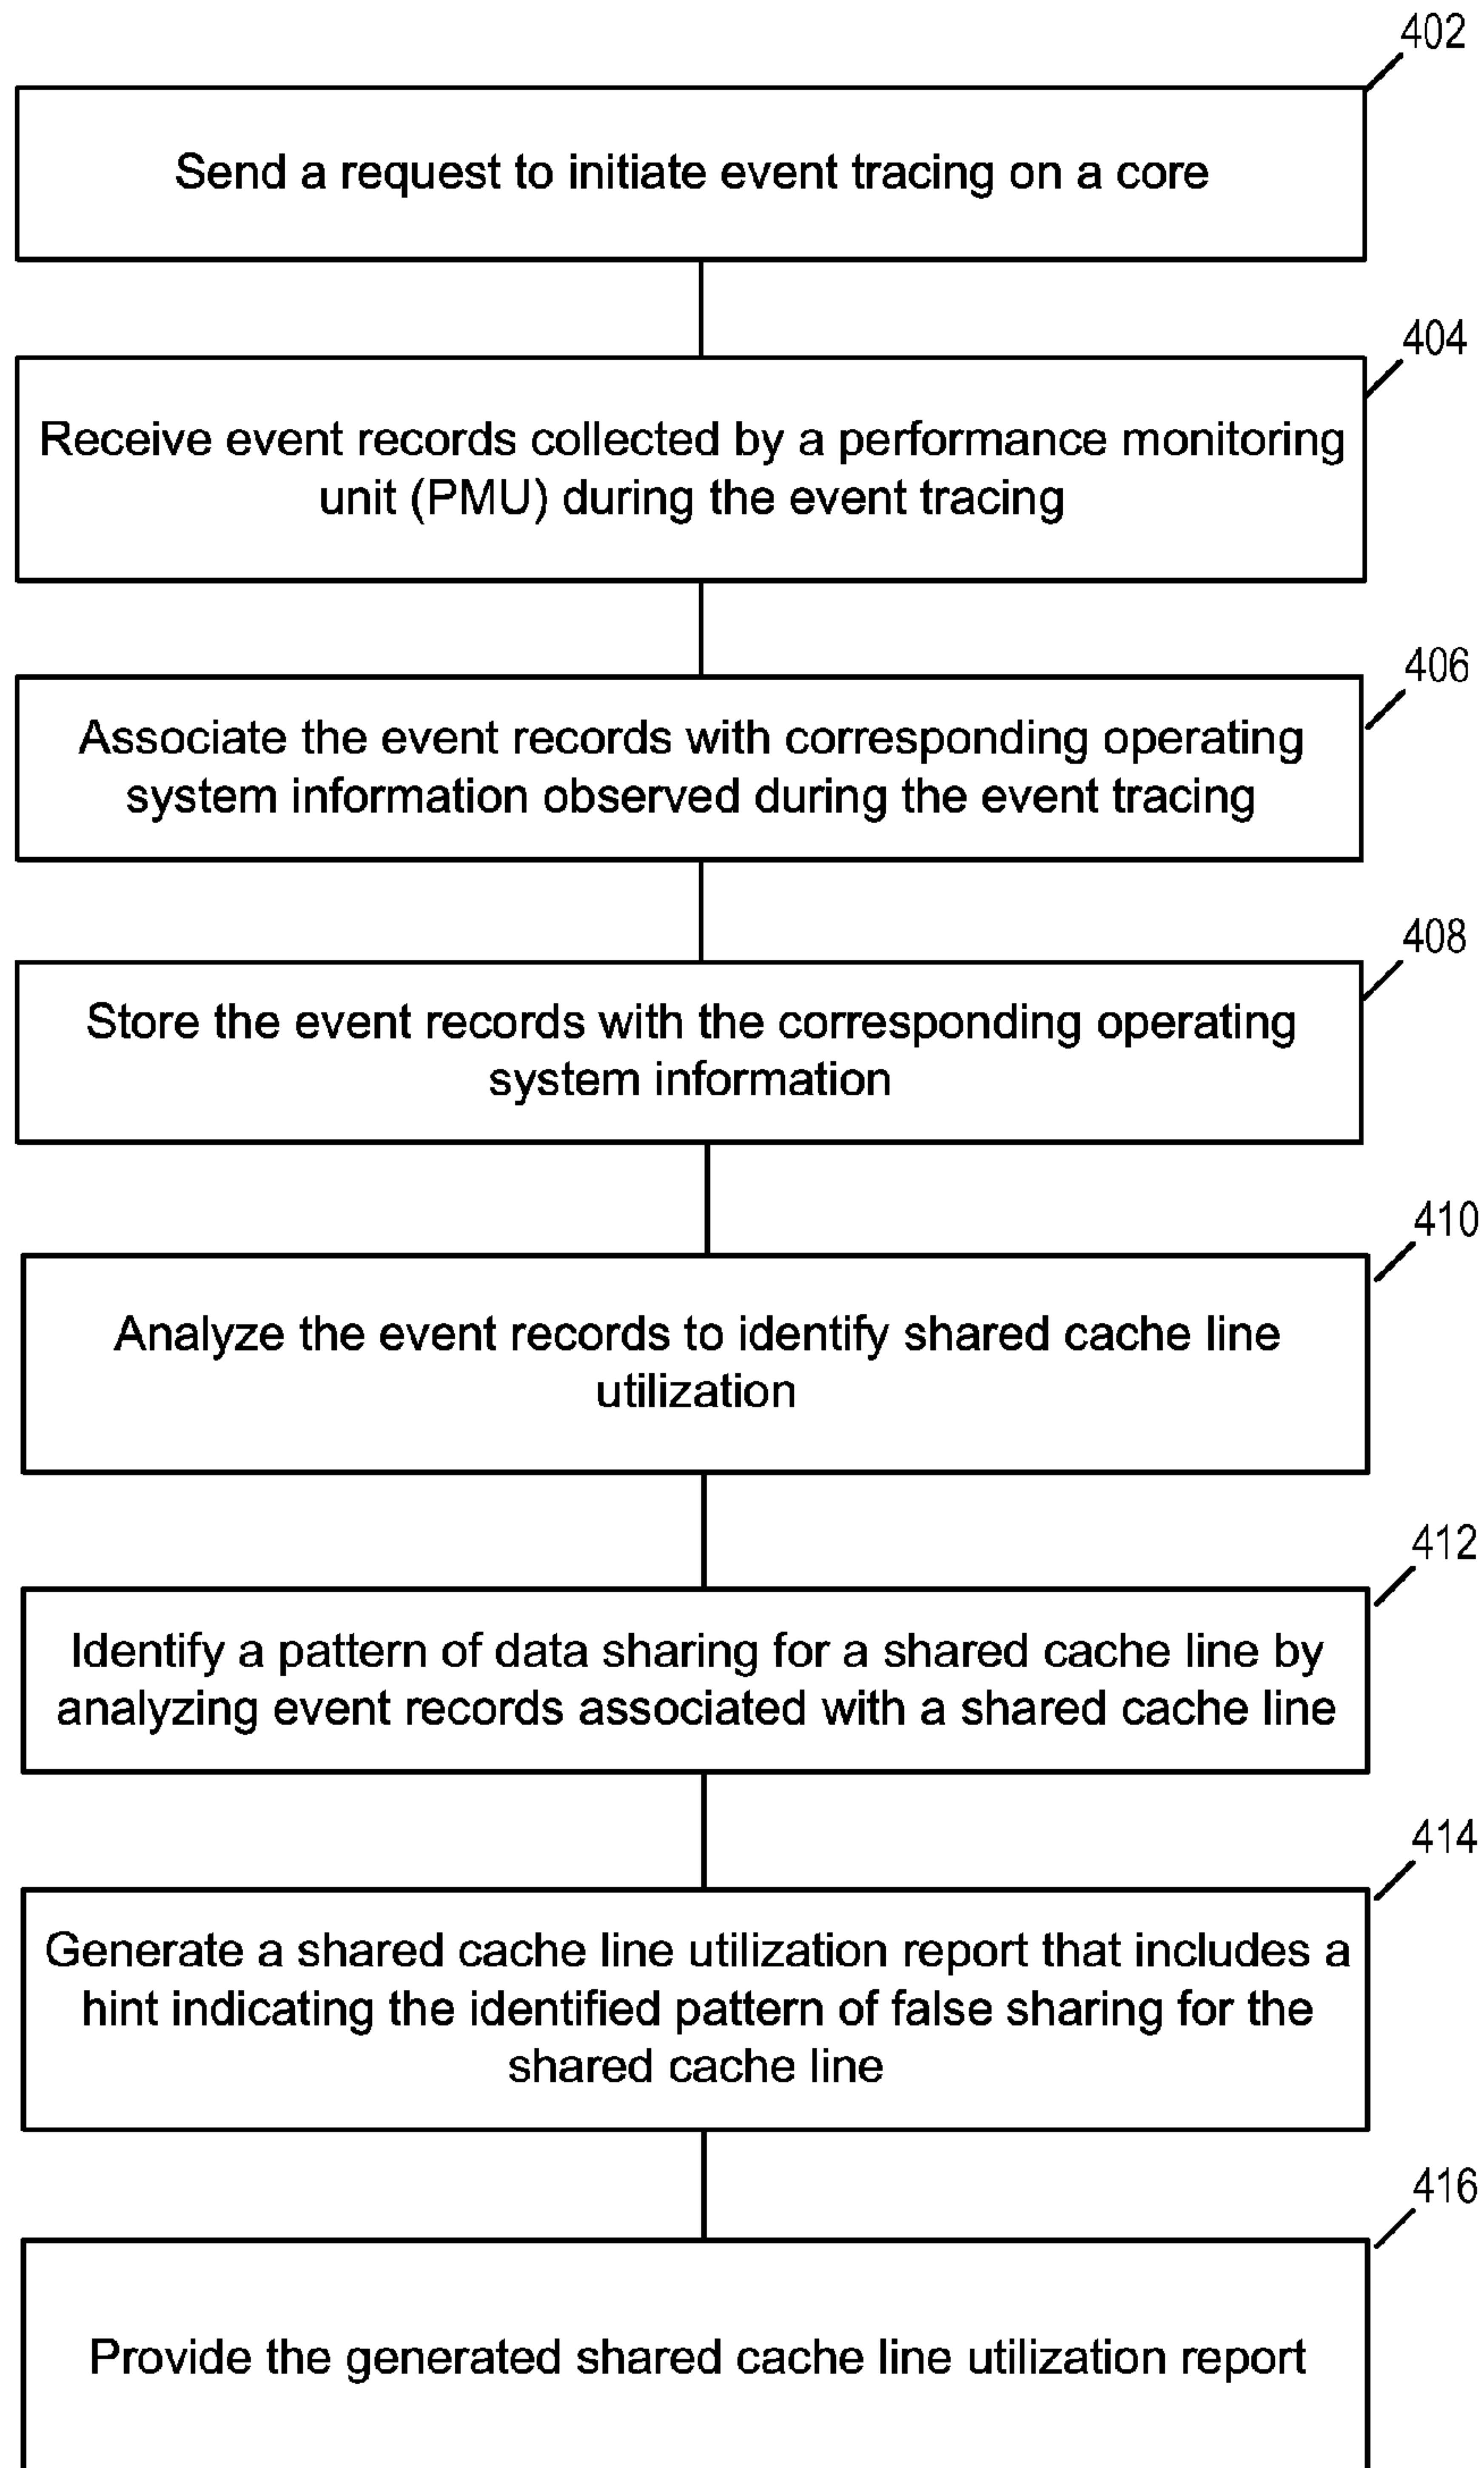 402
Send a request to initiate event tracing on a core
404
Receive event records collected by a performance monitoring
unit (PMU) during the event tracing
406
Associate the event records with corresponding operating
system information observed during the event tracing
408
Store the event records with the corresponding operating
system information
410
Analyze the event records to identify shared cache line
utilization
412
Identify a pattern of data sharing for a shared cache line by
analyzing event records associated with a shared cache line
414
Generate a shared cache line utilization report that includes a
hint indicating the identified pattern of false sharing for the
shared cache line
416
Provide the generated shared cache line utilization report